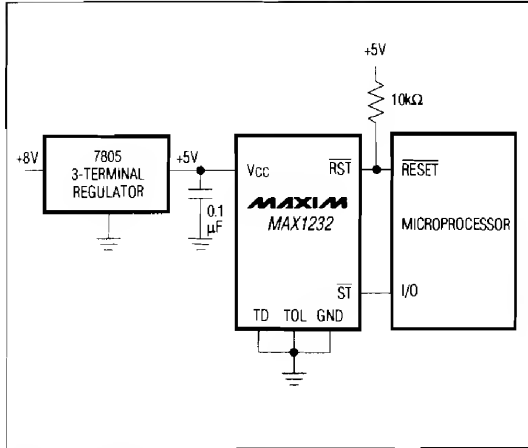 +5V
10kΩ
+8V
7805
3-TERMINAL
REGULATOR
+5V
0.1
μF
VCC
RST
MAXIM
MAX1232
ST
TD TOL GND
RESET
MICROPROCESSOR
I/O